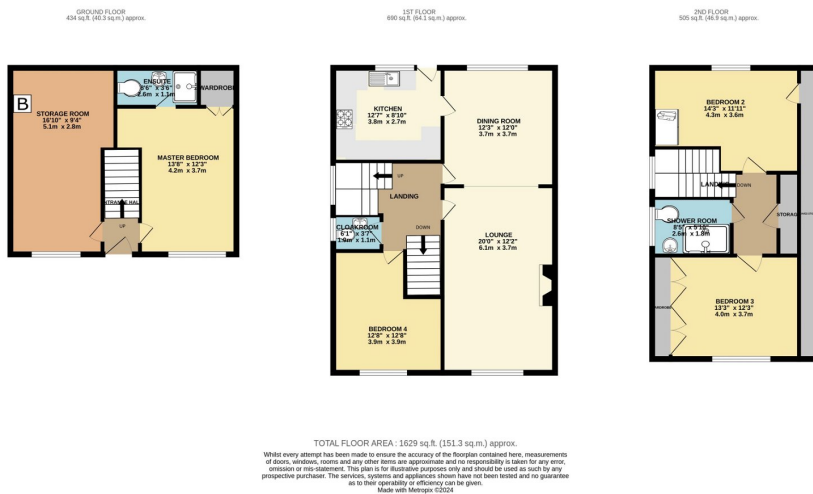 GROUND FLOOR
434 sq.ft. (40.3 sq.m.) approx.
B
STORAGE ROOM
16'10" x 9'4"
5.1m x 2.8m
ENSUITE
8'6" x 3'6"
2.6m x 1.1m
WARDROBE
MASTER BEDROOM
13'8" x 12'3"
4.2m x 3.7m
ENTRANCE HALL
UP
1ST FLOOR
690 sq.ft. (64.1 sq.m.) approx.
KITCHEN
12'7" x 8'10"
3.8m x 2.7m
DINING ROOM
12'3" x 12'0"
3.7m x 3.7m
UP
LANDING
CLOAKROOM
6'1" x 3'7"
1.9m x 1.1m
DOWN
LOUNGE
20'0" x 12'2"
6.1m x 3.7m
BEDROOM 4
12'8" x 12'8"
3.9m x 3.9m
2ND FLOOR
505 sq.ft. (46.9 sq.m.) approx.
BEDROOM 2
14'3" x 11'11"
4.3m x 3.6m
LANDING
DOWN
SHOWER ROOM
8'5" x 5'10"
2.6m x 1.8m
STORAGE
BEDROOM 3
13'3" x 12'3"
4.0m x 3.7m
TOTAL FLOOR AREA : 1629 sq.ft. (151.3 sq.m.) approx.
Whilst every attempt has been made to ensure the accuracy of the floorplan contained here, measurements
of doors, windows, rooms and any other items are approximate and no responsibility is taken for any error,
omission or mis-statement. This plan is for illustrative purposes only and should be used as such by any
prospective purchaser. The services, systems and appliances shown have not been tested and no guarantee
as to their operability or efficiency can be given.
Made with Metropix ©2024